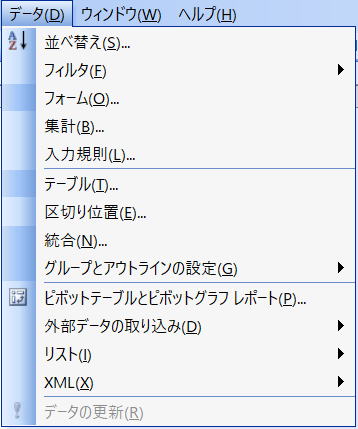 データ(D) ウィンドウ(W) ヘルプ(H)
並べ替え(S)...
フィルタ(F)
フォーム(O)...
集計(B)...
入力規則(L)...
テーブル(T)...
区切り位置(E)...
統合(N)...
グループとアウトラインの設定(G)
ピボットテーブルとピボットグラフ レポート(P)...
外部データの取り込み(D)
リスト(I)
XML(X)
データの更新(R)